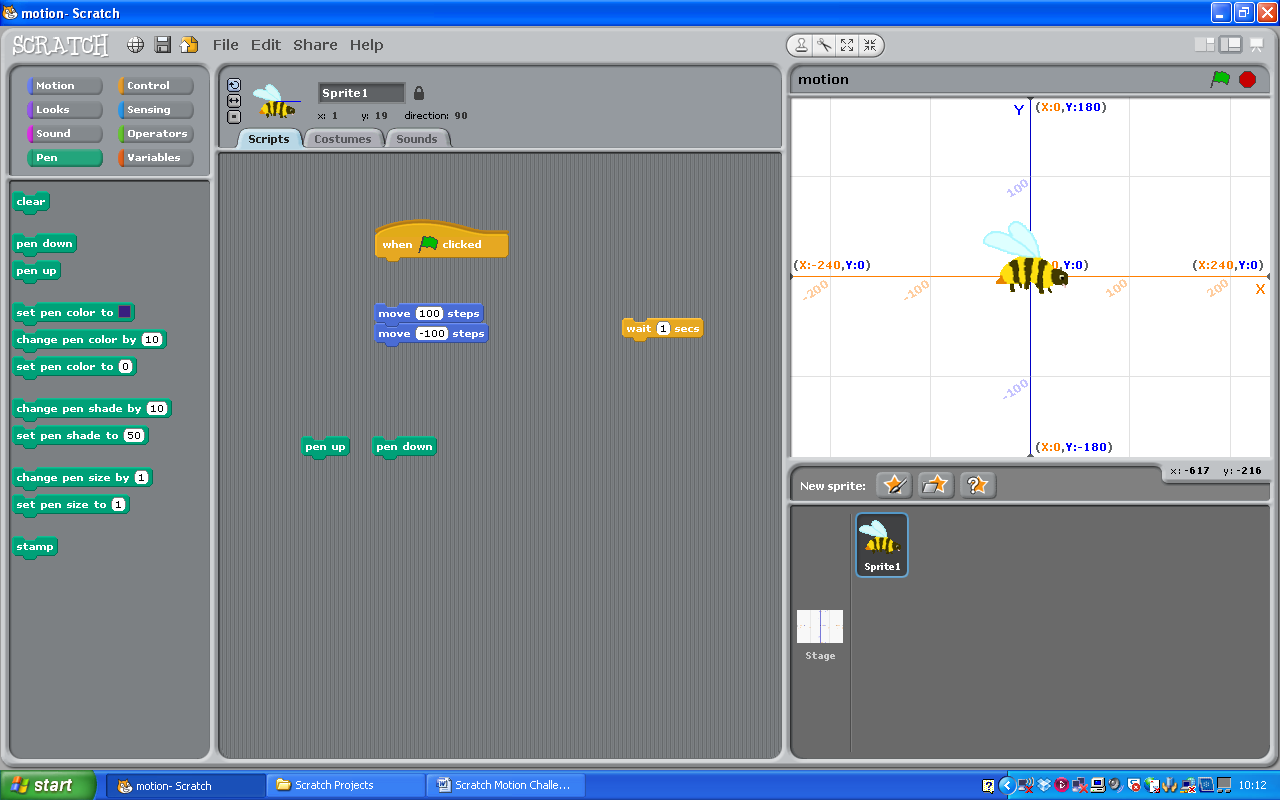 motion- Scratch
SCRATCH File Edit Share Help
Motion Control
Looks Sensing
Sound Operators
Pen Variables
clear
pen down
pen up
set pen color to
change pen color by 10
set pen color to 0
change pen shade by 10
set pen shade to 50
change pen size by 1
set pen size to 1
stamp
Sprite1
x: 1 y: 19 direction: 90
Scripts Costumes Sounds
when clicked
move 100 steps
move -100 steps
wait 1 secs
pen up pen down
motion
Y (X:0,Y:180)
100
(X:-240,Y:0) 0,Y:0) (X:240,Y:0)
-200 -100 100 200 X
-100
(X:0,Y:-180)
x: -617 y: -216
New sprite:
Sprite1
Stage
start motion- Scratch Scratch Projects Scratch Motion Challe... 10:12